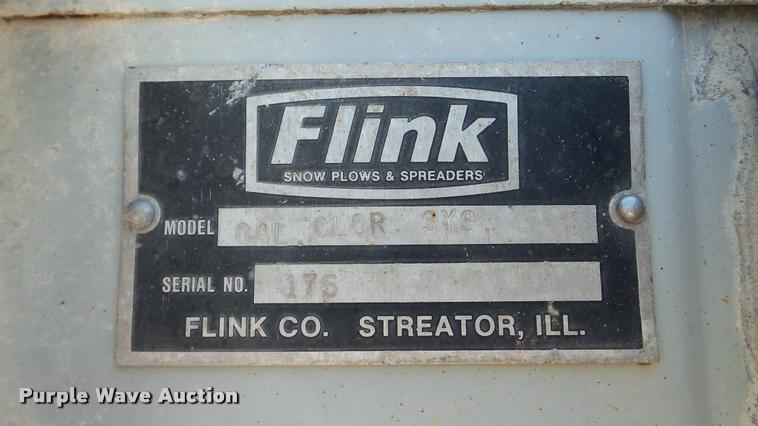 Flink
SNOW PLOWS & SPREADERS
MODEL CAL. CLOR SYS.
SERIAL NO. 175
FLINK CO. STREATOR, ILL.
Purple Wave Auction